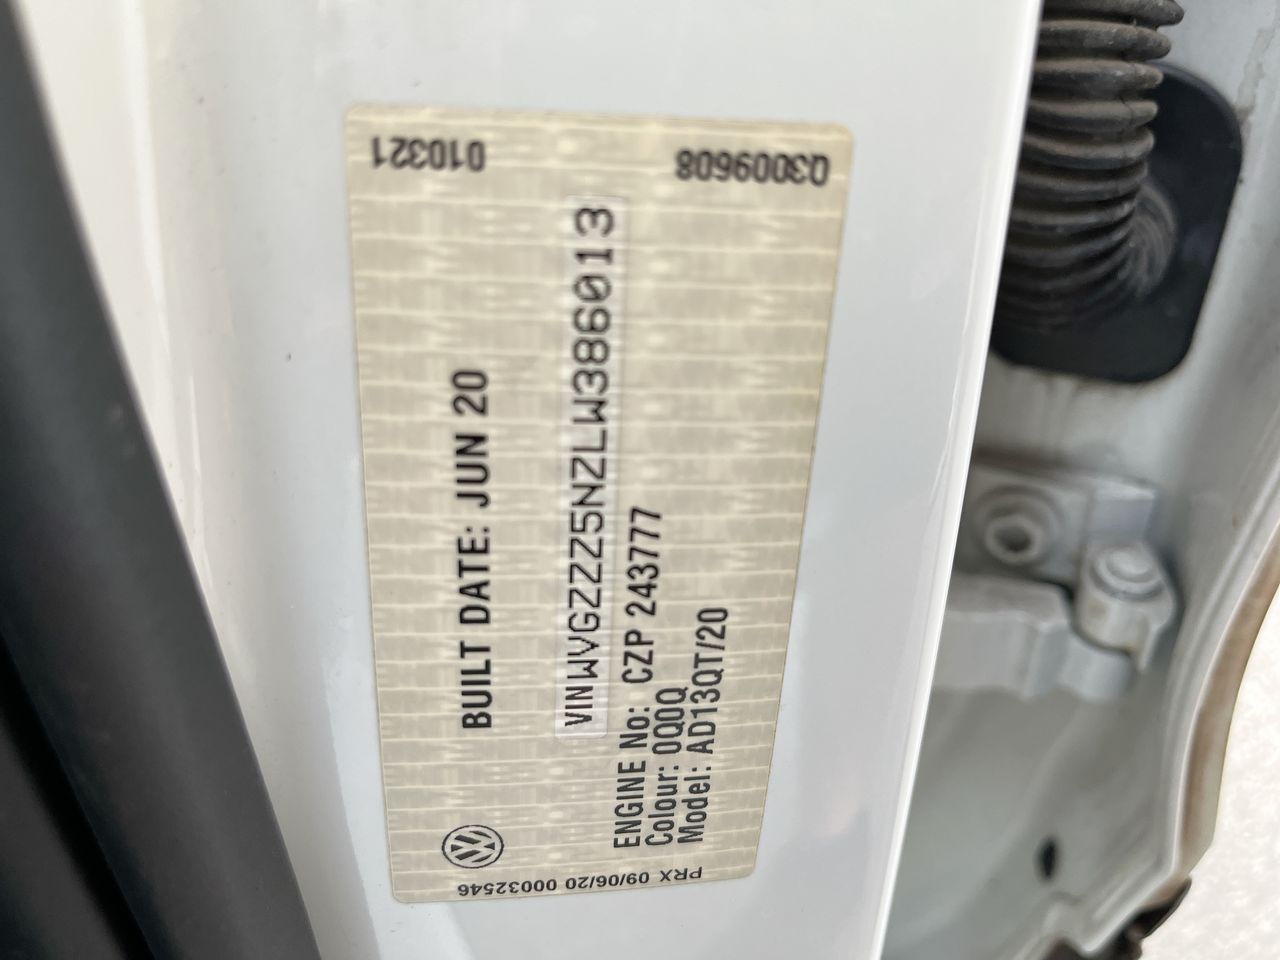 010321
Q3009608
BUILT DATE: JUN 20
VIN WVGZZZ5NZLW386013
ENGINE No: CZP 243777
Colour: 0Q0Q
Model: AD13QT/20
PRX 09/06/20 00032546